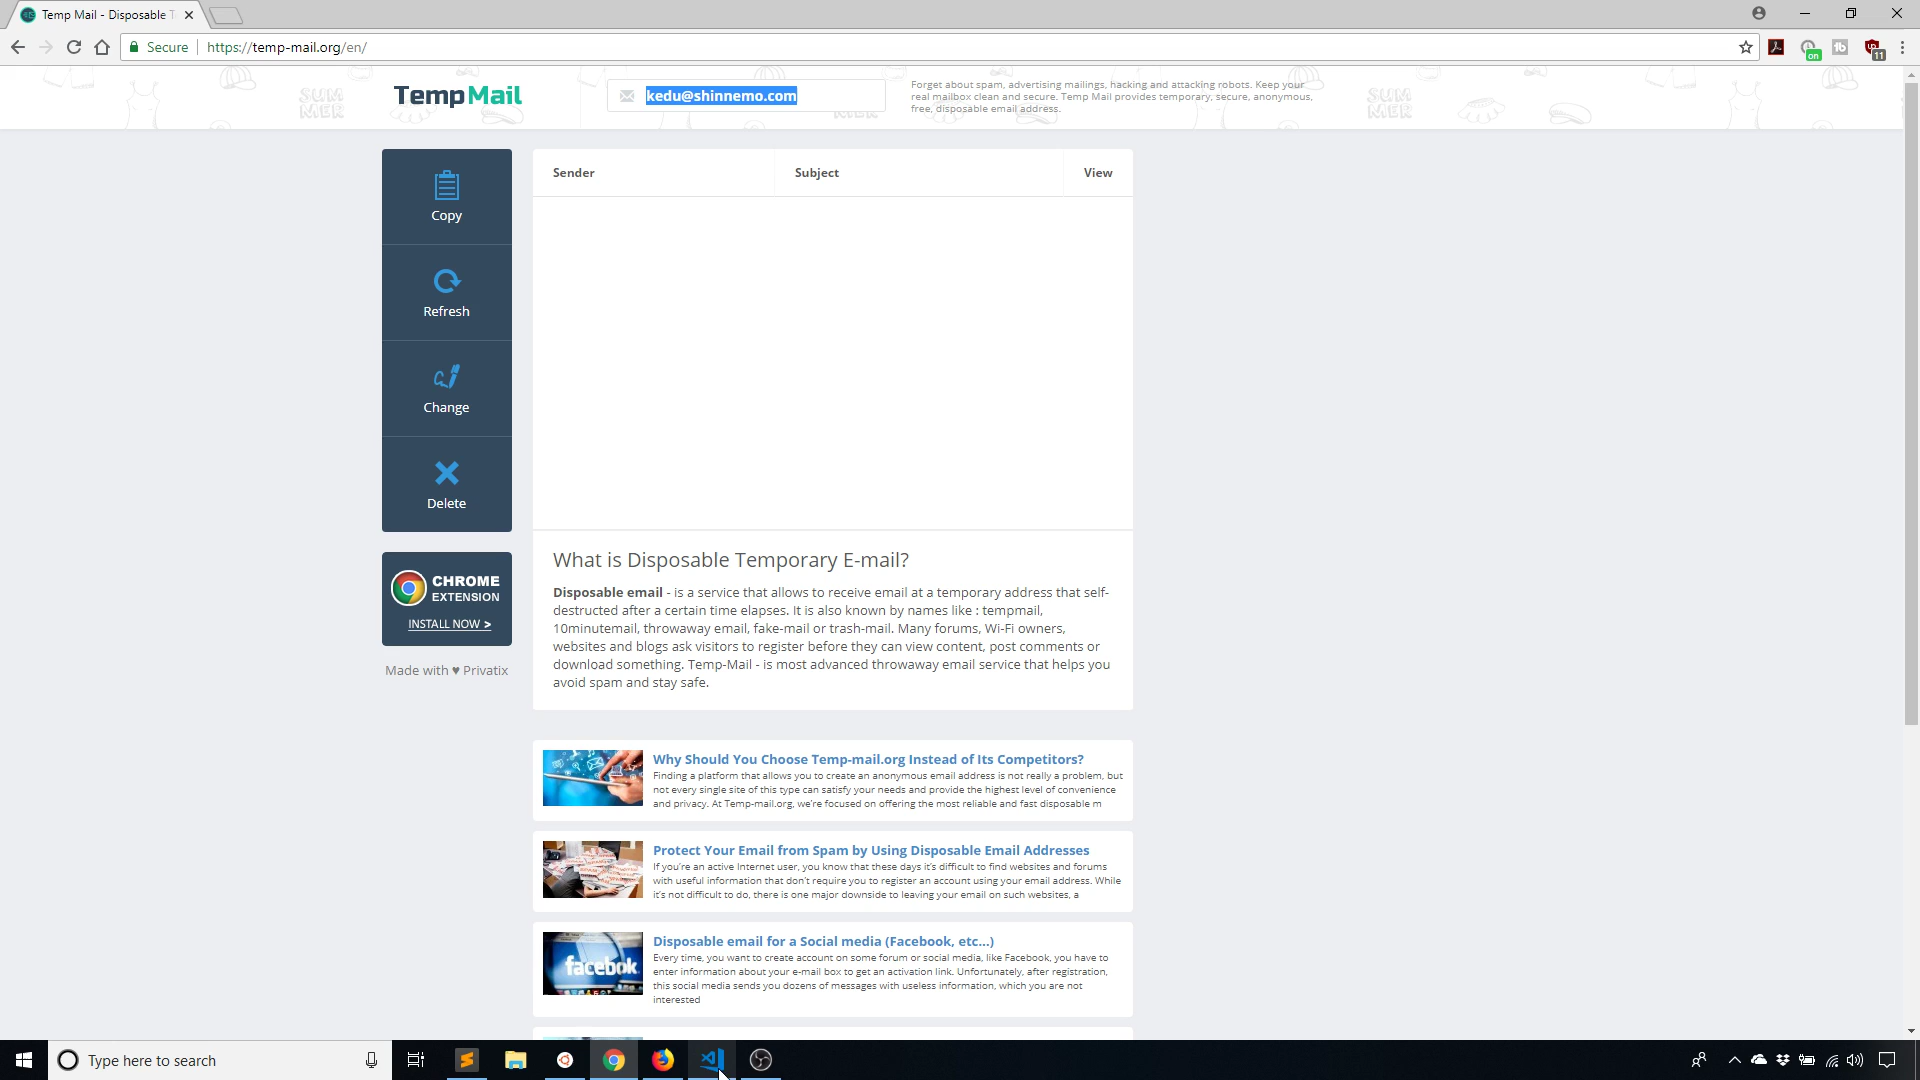 Temp Mail - Disposable T
Secure
https://temp-mail.org/en/
on
11
TempMail
kedu@shinnemo.com
Forget about spam, advertising mailings, hacking and attacking robots. Keep your
real mailbox clean and secure. Temp Mail provides temporary, secure, anonymous,
free, disposable email address.
SUM
MER
SUM
MER
Copy
Refresh
Change
Delete
Sender Subject View
CHROME
EXTENSION
INSTALL NOW >
Made with ♥ Privatix
What is Disposable Temporary E-mail?
Disposable email - is a service that allows to receive email at a temporary address that self-
destructed after a certain time elapses. It is also known by names like : tempmail,
10minutemail, throwaway email, fake-mail or trash-mail. Many forums, Wi-Fi owners,
websites and blogs ask visitors to register before they can view content, post comments or
download something. Temp-Mail - is most advanced throwaway email service that helps you
avoid spam and stay safe.
Why Should You Choose Temp-mail.org Instead of Its Competitors?
Finding a platform that allows you to create an anonymous email address is not really a problem, but
not every single site of this type can satisfy your needs and provide the highest level of convenience
and privacy. At Temp-mail.org, we're focused on offering the most reliable and fast disposable m
Protect Your Email from Spam by Using Disposable Email Addresses
If you're an active Internet user, you know that these days it's difficult to find websites and forums
with useful information that don't require you to register an account using your email address. While
it's not difficult to do, there is one major downside to leaving your email on such websites, a
facebok
Disposable email for a Social media (Facebook, etc...)
Every time, you want to create account on some forum or social media, like Facebook, you have to
enter information about your e-mail box to get an activation link. Unfortunately, after registration,
this social media sends you dozens of messages with useless information, which you are not
interested
Type here to search